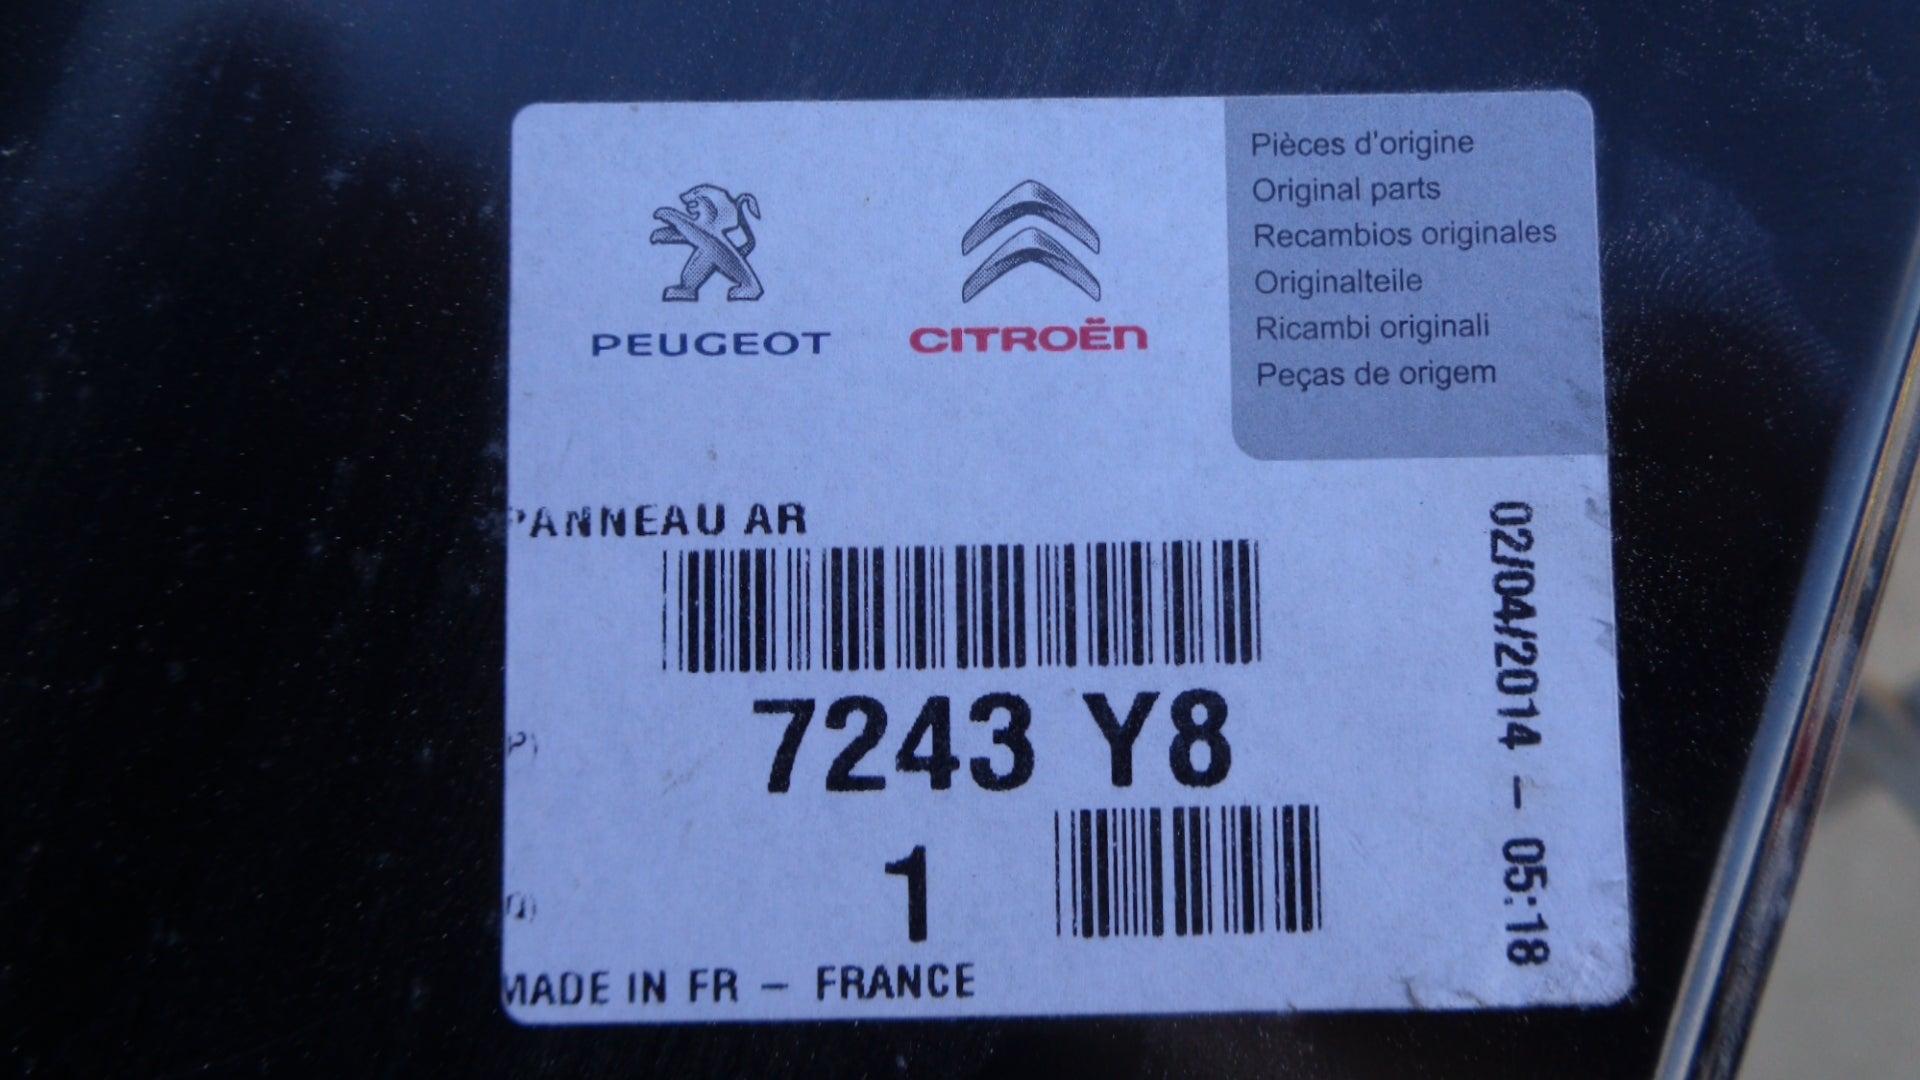 PEUGEOT
CITROËN
Pièces d'origine
Original parts
Recambios originales
Originalteile
Ricambi originali
Peças de origem
PANNEAU AR
02/04/2014 - 05:18
7243 Y8
1
MADE IN FR - FRANCE